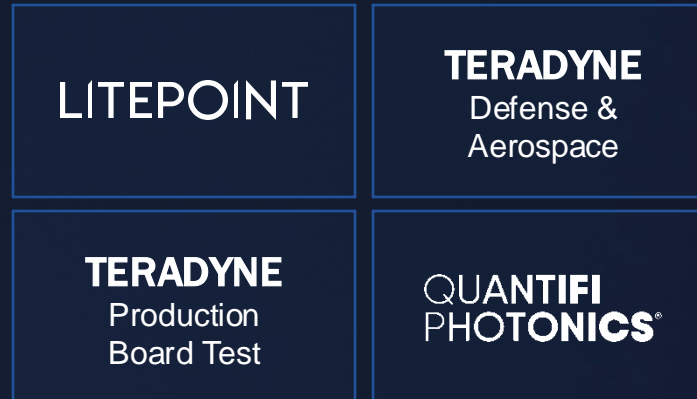 LITEPOINT
TERADYNE
Defense &
Aerospace
TERADYNE
Production
Board Test
QUANTIFI
PHOTONICS®